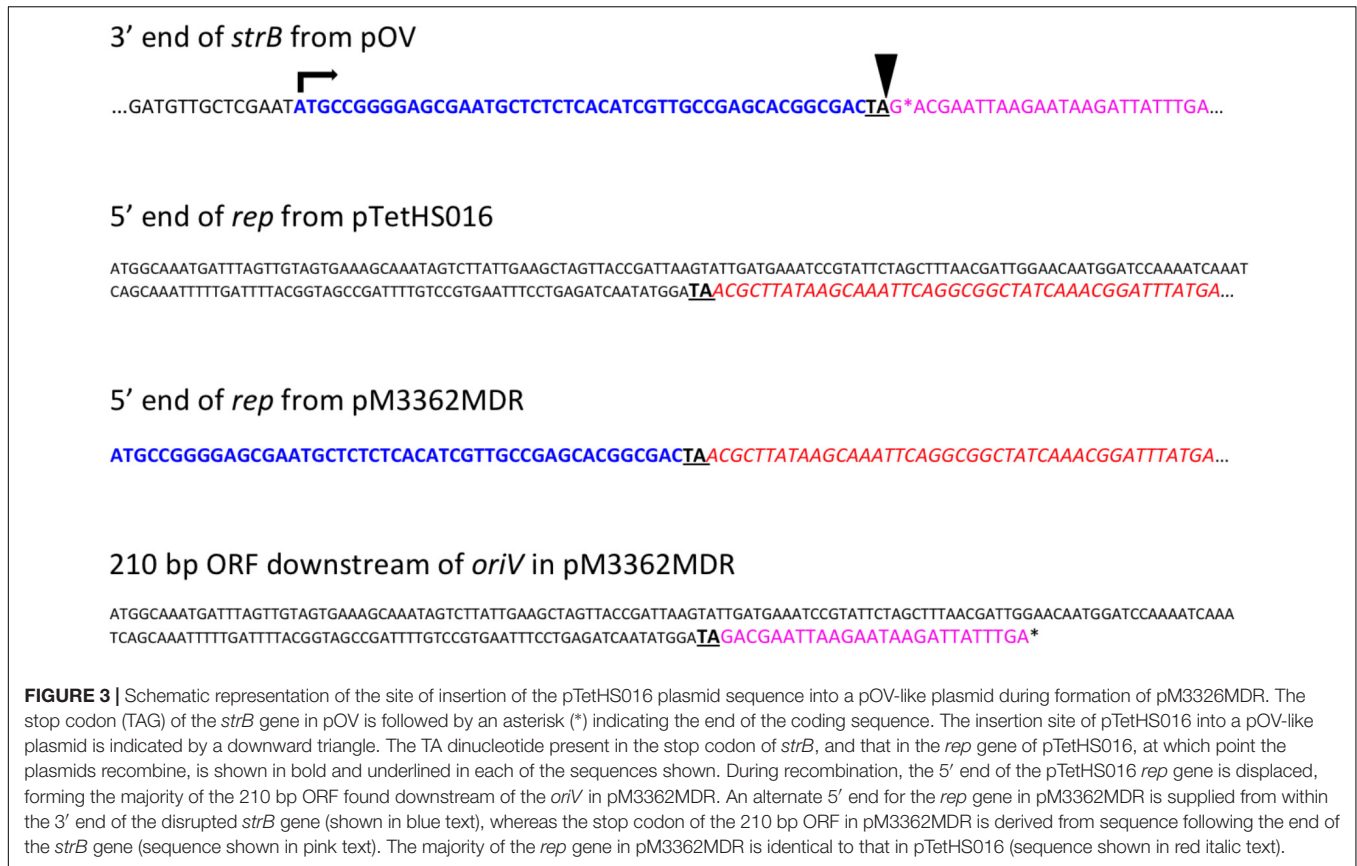 3′ end of strB from pOV
...GATGTTGCTCGAATATGCCGGGGAGCGAATGCTCTCTCACATCGTTGCCGAGCACGGCGACTAG*ACGAATTAAGAATAAGATTATTTGA...
5′ end of rep from pTetHS016
ATGGCAAATGATTTAGTTGTAGTGAAAGCAAATAGTCTTATTGAAGCTAGTTACCGATTAAGTATTGATGAAATCCGTATTCTAGCTTTAACGATTGGAACAATGGATCCAAAATCAAAT
CAGCAAATTTTTGATTTTACGGTAGCCGATTTTGTCCGTGAATTTCCTGAGATCAATATGGATAACGCTTATAAGCAAATTCAGGCGGCTATCAAACGGATTTATGA...
5′ end of rep from pM3362MDR
ATGCCGGGGAGCGAATGCTCTCTCACATCGTTGCCGAGCACGGCGACTAACGCTTATAAGCAAATTCAGGCGGCTATCAAACGGATTTATGA...
210 bp ORF downstream of oriV in pM3362MDR
ATGGCAAATGATTTAGTTGTAGTGAAAGCAAATAGTCTTATTGAAGCTAGTTACCGATTAAGTATTGATGAAATCCGTATTCTAGCTTTAACGATTGGAACAATGGATCCAAAATCAAA
TCAGCAAATTTTTGATTTTACGGTAGCCGATTTTGTCCGTGAATTTCCTGAGATCAATATGGATAGACGAATTAAGAATAAGATTATTTGA*
FIGURE 3 | Schematic representation of the site of insertion of the pTetHS016 plasmid sequence into a pOV-like plasmid during formation of pM3326MDR. The
stop codon (TAG) of the strB gene in pOV is followed by an asterisk (*) indicating the end of the coding sequence. The insertion site of pTetHS016 into a pOV-like
plasmid is indicated by a downward triangle. The TA dinucleotide present in the stop codon of strB, and that in the rep gene of pTetHS016, at which point the
plasmids recombine, is shown in bold and underlined in each of the sequences shown. During recombination, the 5′ end of the pTetHS016 rep gene is displaced,
forming the majority of the 210 bp ORF found downstream of the oriV in pM3362MDR. An alternate 5′ end for the rep gene in pM3362MDR is supplied from within
the 3′ end of the disrupted strB gene (shown in blue text), whereas the stop codon of the 210 bp ORF in pM3362MDR is derived from sequence following the end of
the strB gene (sequence shown in pink text). The majority of the rep gene in pM3362MDR is identical to that in pTetHS016 (sequence shown in red italic text).